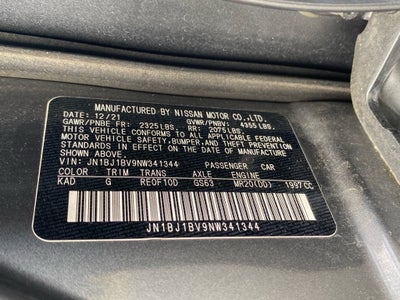 MANUFACTURED BY NISSAN MOTOR CO.,LTD.
DATE: 12/21 GVWR/PNBV: 4355LBS.
GAWR/PNBE FR: 2325LBS. RR: 2075LBS.
THIS VEHICLE CONFORMS TO ALL APPLICABLE FEDERAL
MOTOR VEHICLE SAFETY,BUMPER,AND THEFT PREVENTION
STANDARDS IN EFFECT ON THE DATE OF MANUFACTURE
SHOWN ABOVE.
VIN: JN1BJ1BV9NW341344 PASSENGER CAR
COLOR TRIM TRANS AXLE ENGINE
KAD G RE0F10D GS63 MR20(DD) 1997CC
JN1BJ1BV9NW341344